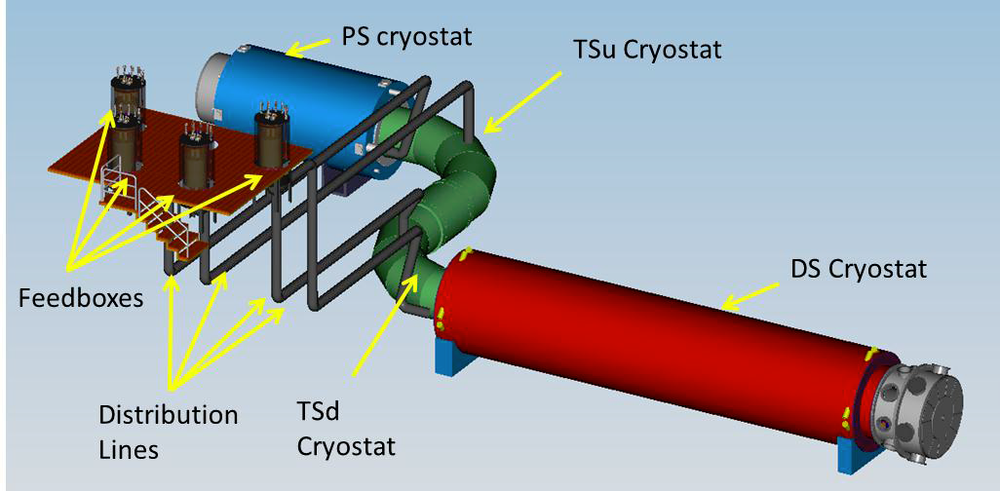 PS cryostat
TSu Cryostat
DS Cryostat
Feedboxes
Distribution
Lines
TSd
Cryostat